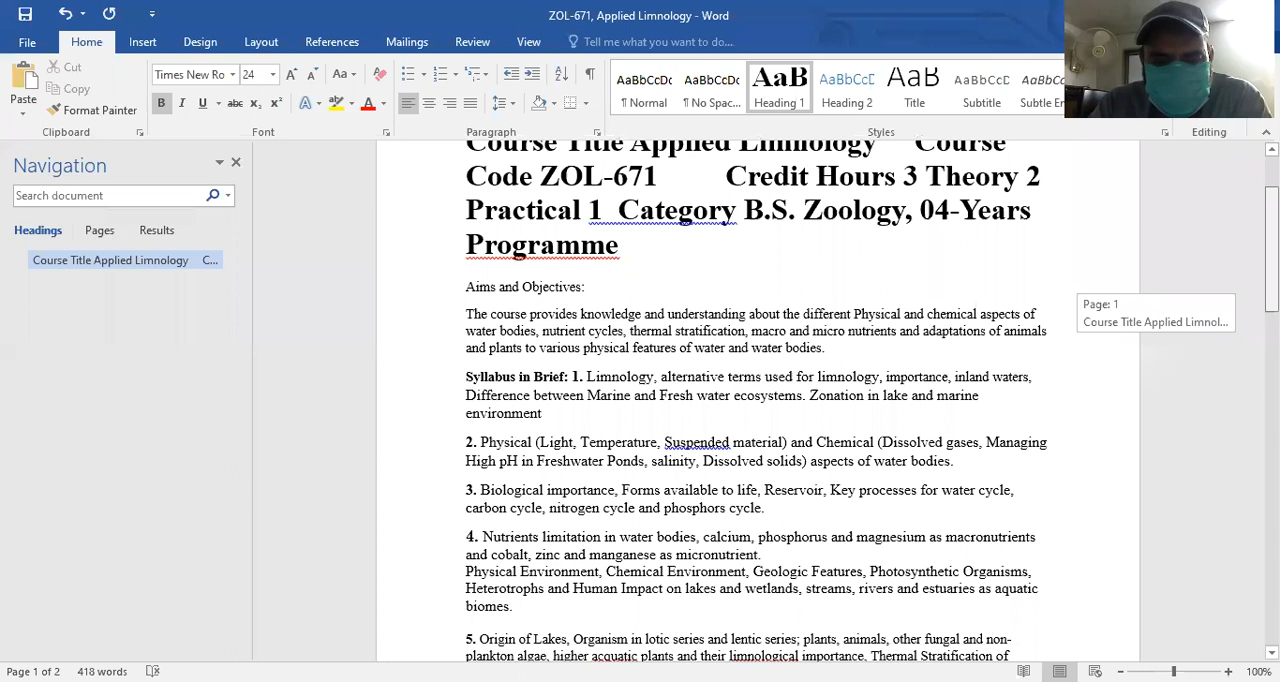 ZOL-671, Applied Limnology - Word
File Home Insert Design Layout References Mailings Review View Tell me what you want to do...
Paste Cut Copy Format Painter
Times New Ro 24 Aa
B I U abc x₂ x² A A
AaBbCcDc AaBbCcDc AaB AaBbCcD AaB AaBbCcD AaBbCcDc
¶ Normal ¶ No Spac... Heading 1 Heading 2 Title Subtitle Subtle Em
Clipboard Font Paragraph Styles Editing
Navigation
Search document
Headings Pages Results
Course Title Applied Limnology C...
Course Title Applied Limnology Course
Code ZOL-671 Credit Hours 3 Theory 2
Practical 1 Category B.S. Zoology, 04-Years
Programme
Aims and Objectives:
The course provides knowledge and understanding about the different Physical and chemical aspects of
water bodies, nutrient cycles, thermal stratification, macro and micro nutrients and adaptations of animals
and plants to various physical features of water and water bodies.
Syllabus in Brief: 1. Limnology, alternative terms used for limnology, importance, inland waters,
Difference between Marine and Fresh water ecosystems. Zonation in lake and marine
environment
2. Physical (Light, Temperature, Suspended material) and Chemical (Dissolved gases, Managing
High pH in Freshwater Ponds, salinity, Dissolved solids) aspects of water bodies.
3. Biological importance, Forms available to life, Reservoir, Key processes for water cycle,
carbon cycle, nitrogen cycle and phosphors cycle.
4. Nutrients limitation in water bodies, calcium, phosphorus and magnesium as macronutrients
and cobalt, zinc and manganese as micronutrient.
Physical Environment, Chemical Environment, Geologic Features, Photosynthetic Organisms,
Heterotrophs and Human Impact on lakes and wetlands, streams, rivers and estuaries as aquatic
biomes.
5. Origin of Lakes, Organism in lotic series and lentic series; plants, animals, other fungal and non-
plankton algae, higher acquatic plants and their limnological importance, Thermal Stratification of
Page: 1
Course Title Applied Limnol...
Page 1 of 2 418 words 100%